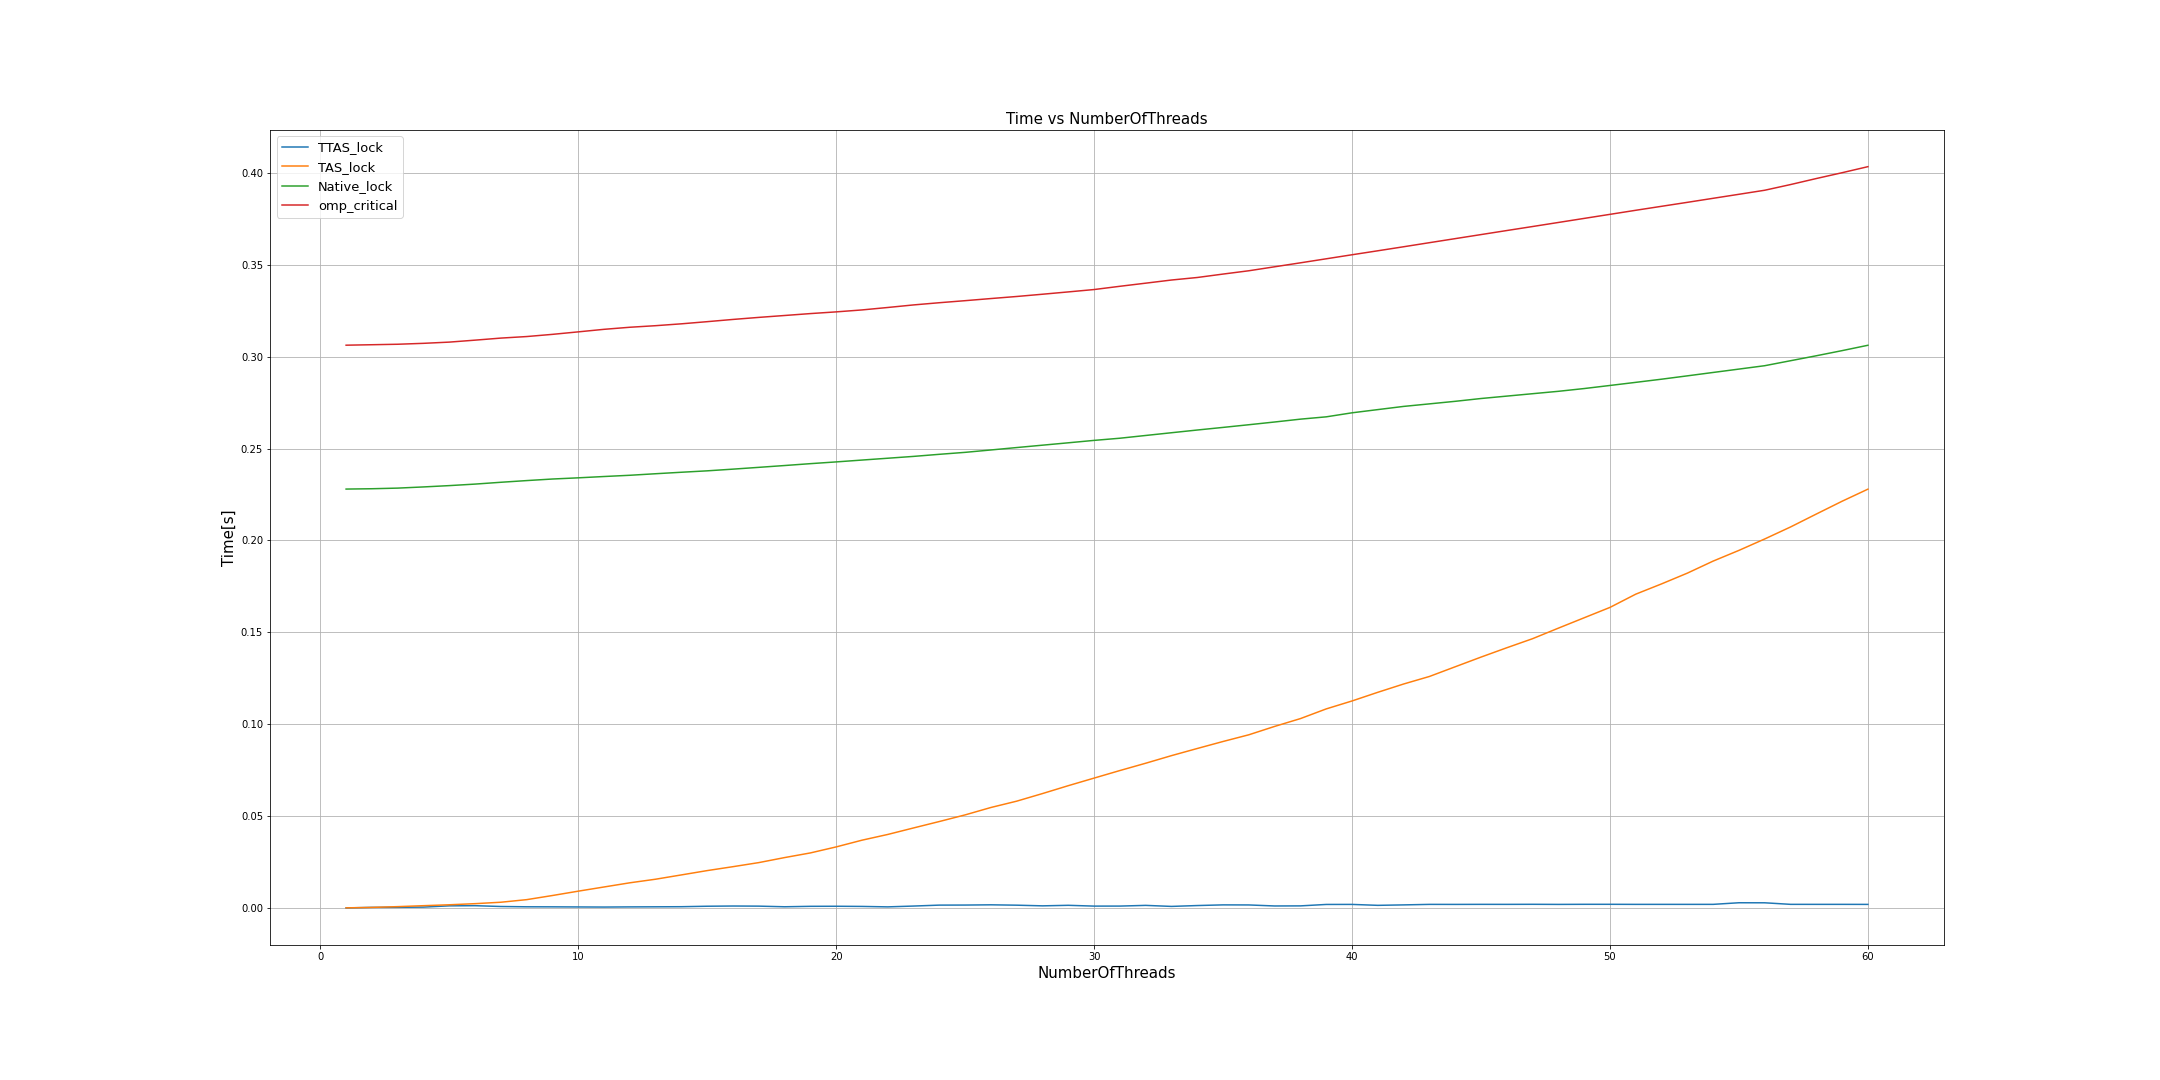 Time vs NumberOfThreads
TTAS_lock
TAS_lock
Native_lock
omp_critical
0.40
0.35
0.30
0.25
0.20
0.15
0.10
0.05
0.00
Time[s]
0 10 20 30 40 50 60
NumberOfThreads